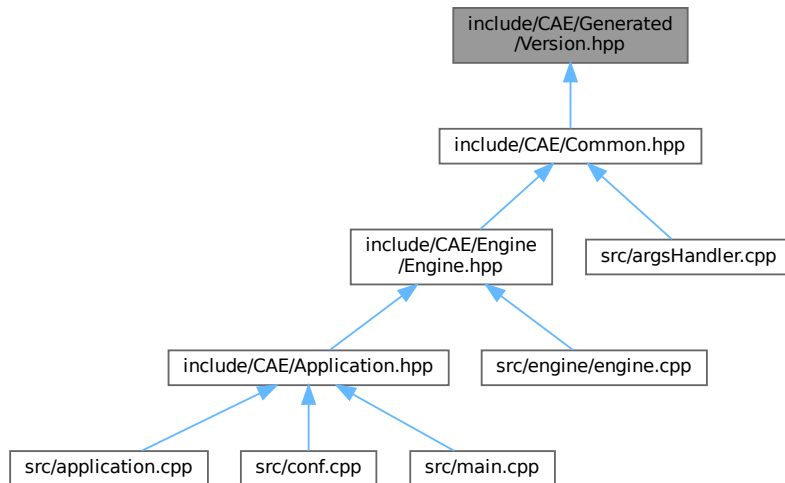 include/CAE/Generated
/Version.hpp
include/CAE/Common.hpp
include/CAE/Engine
/Engine.hpp
src/argsHandler.cpp
include/CAE/Application.hpp
src/engine/engine.cpp
src/application.cpp
src/conf.cpp
src/main.cpp